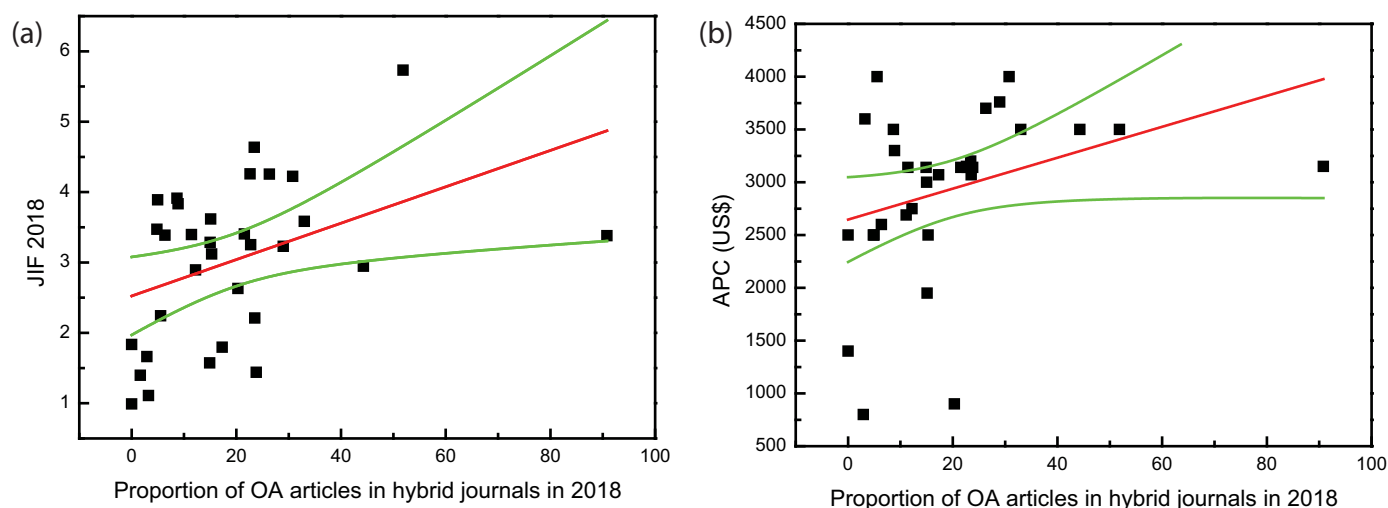 (a)
6
5
4
3
2
1
JIF 2018
0 20 40 60 80 100
Proportion of OA articles in hybrid journals in 2018
(b)
4500
4000
3500
3000
2500
2000
1500
1000
500
APC (US$)
0 20 40 60 80 100
Proportion of OA articles in hybrid journals in 2018